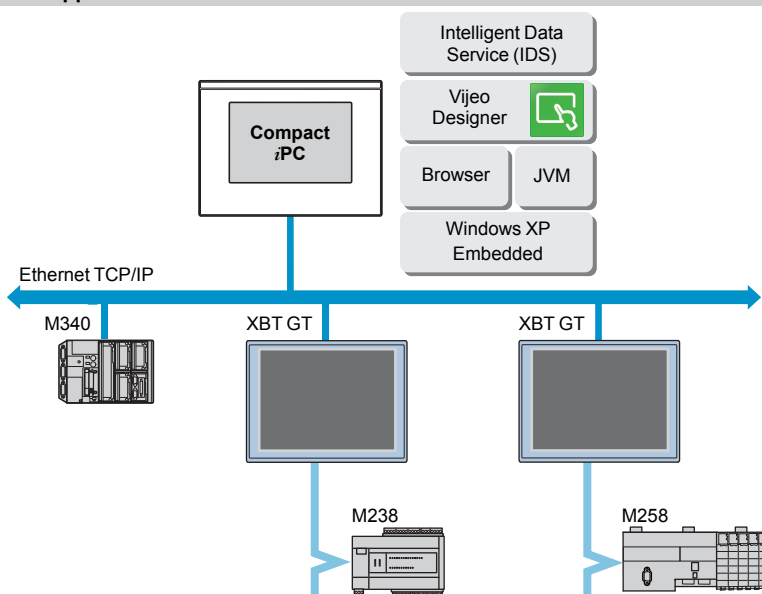 Intelligent Data
Service (IDS)
Compact
iPC
Vijeo
Designer
Browser
JVM
Windows XP
Embedded
Ethernet TCP/IP
M340
XBT GT
XBT GT
M238
M258